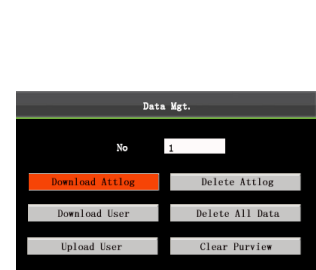 Data Mgt.
No 1
Download Attlog Delete Attlog
Download User Delete All Data
Upload User Clear Purview